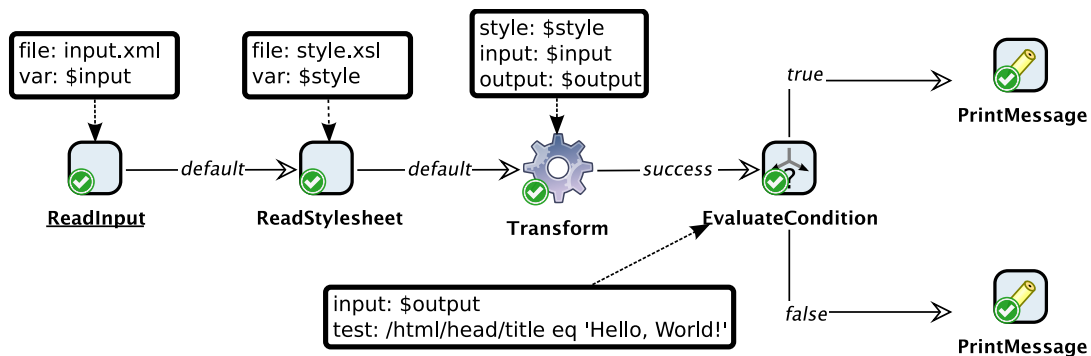 file: input.xml
var: $input
file: style.xsl
var: $style
style: $style
input: $input
output: $output
true
PrintMessage
default
default
success
ReadInput
ReadStylesheet
Transform
EvaluateCondition
?
input: $output
test: /html/head/title eq 'Hello, World!'
false
PrintMessage